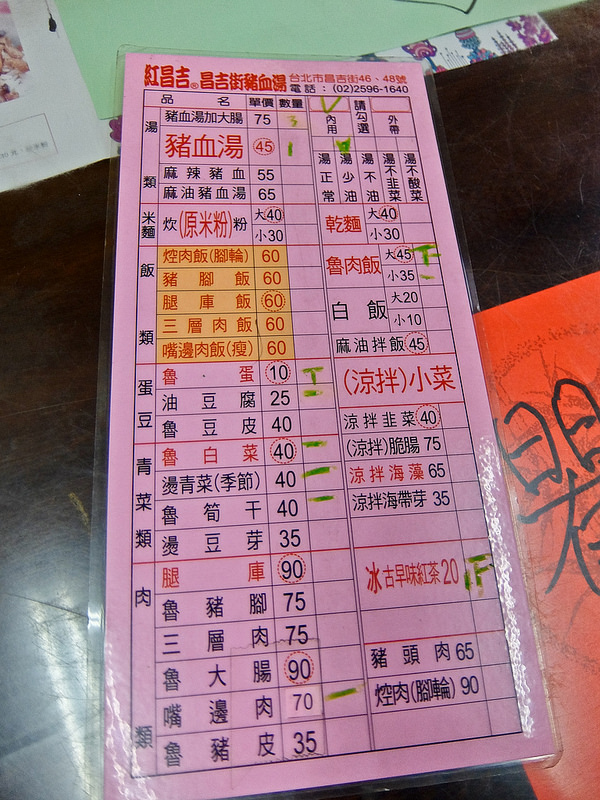 紅昌吉® 昌吉街豬血湯
台北市昌吉街46、48號
電話：(02)2596-1640
品名 單價 數量
湯類
豬血湯加大腸 75
豬血湯 45
麻辣豬血 55
麻油豬血湯 65
米麵
炊(原米粉)粉 大40
小30
飯類
焢肉飯(腳輪) 60
豬腳飯 60
腿庫飯 60
三層肉飯 60
嘴邊肉飯(瘦) 60
蛋豆
魯蛋 10
油豆腐 25
魯豆皮 40
青菜類
魯白菜 40
燙青菜(季節) 40
魯筍干 40
燙豆芽 35
肉類
腿庫 90
魯豬腳 75
三層肉 75
魯大腸 90
嘴邊肉 70
魯豬皮 35
內用 請勾選 外帶
湯正常 湯少油 湯不油 湯不韭菜 湯不酸菜
乾麵 大40
小30
魯肉飯 大45
小35
白飯 大20
小10
麻油拌飯 45
(涼拌)小菜
涼拌韭菜 40
(涼拌)脆腸 75
涼拌海藻 65
涼拌海帶芽 35
冰古早味紅茶 20
豬頭肉 65
焢肉(腳輪) 90